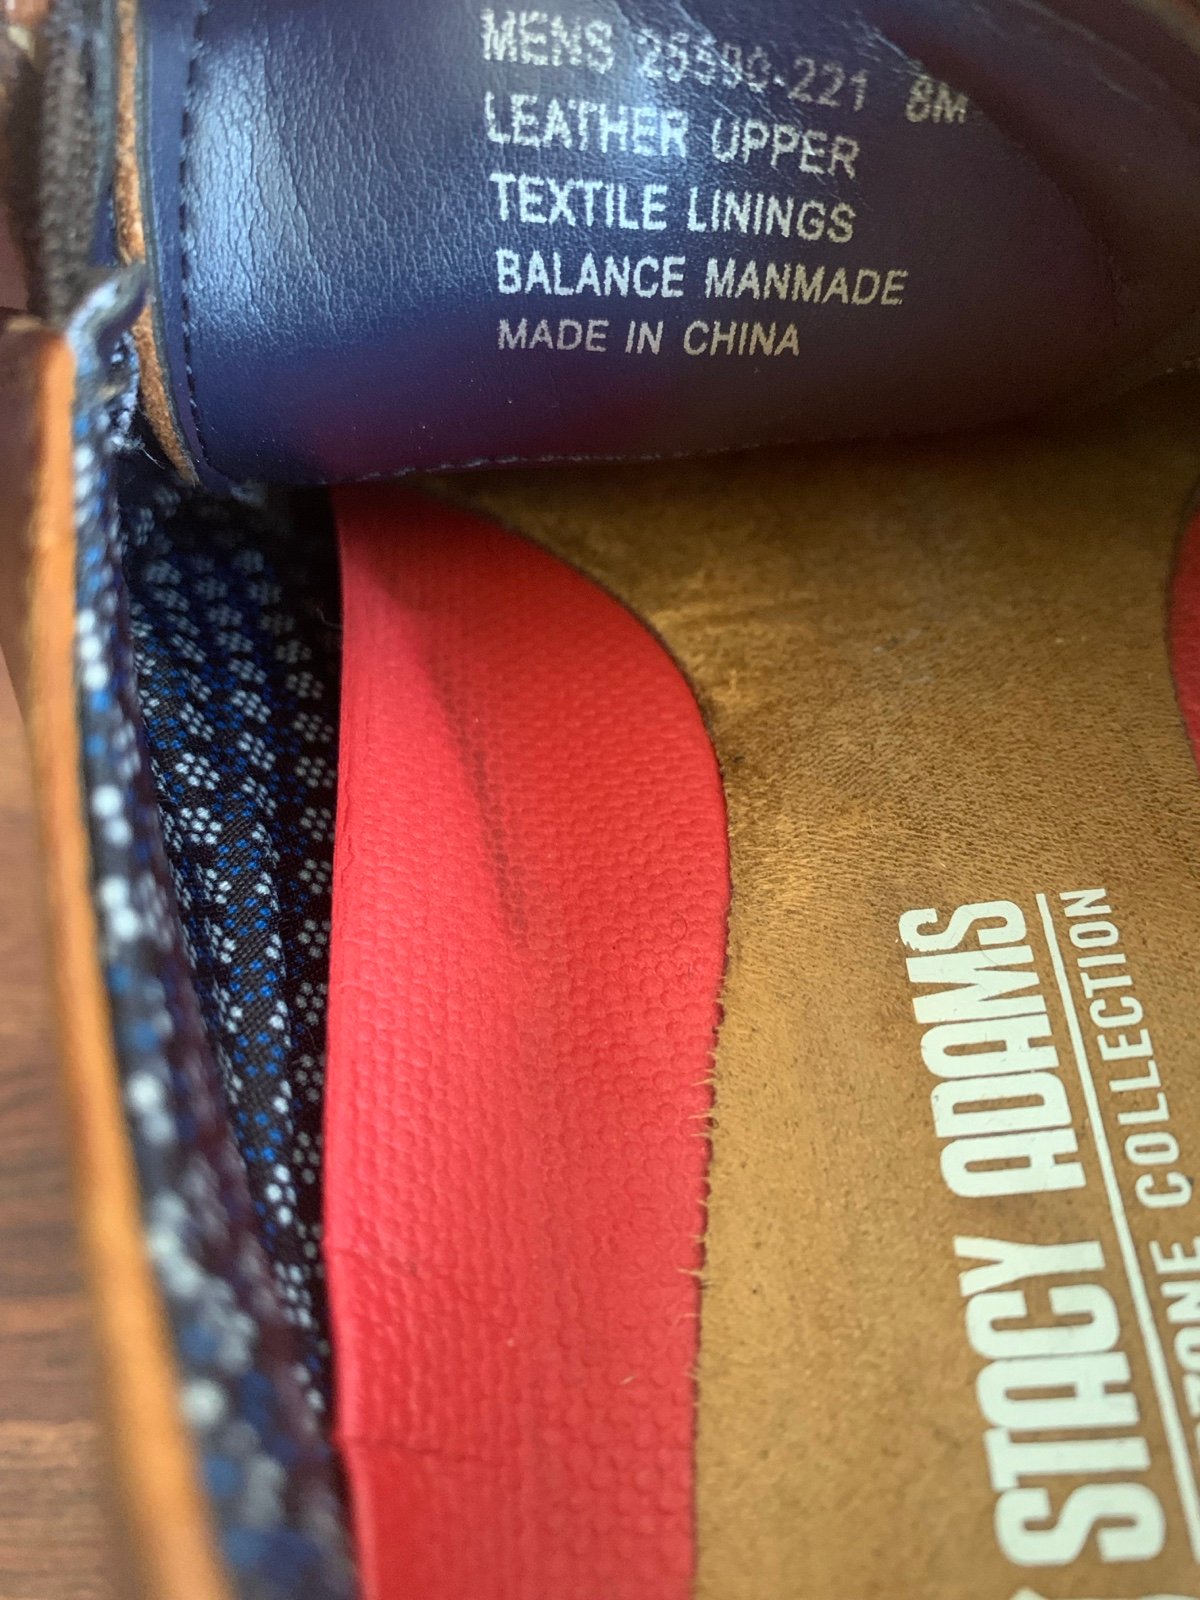 MENS 25590-221 8M
LEATHER UPPER
TEXTILE LININGS
BALANCE MANMADE
MADE IN CHINA
STACY ADAMS
COLLECTION